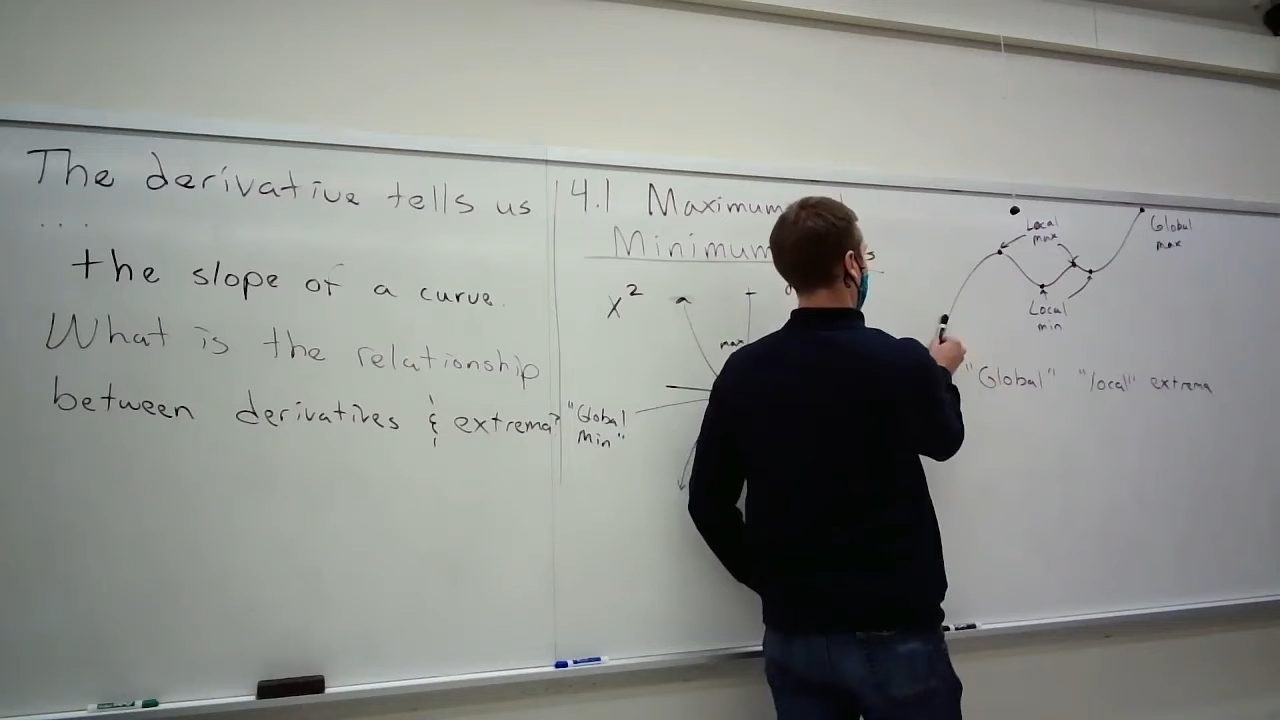 The derivative tells us
...
the slope of a curve.
What is the relationship
between derivatives & extrema?
4.1 Maximum
Minimum
x²
max
"Global
Min"
Local
max
Global
max
Local
min
"Global" "local" extrema